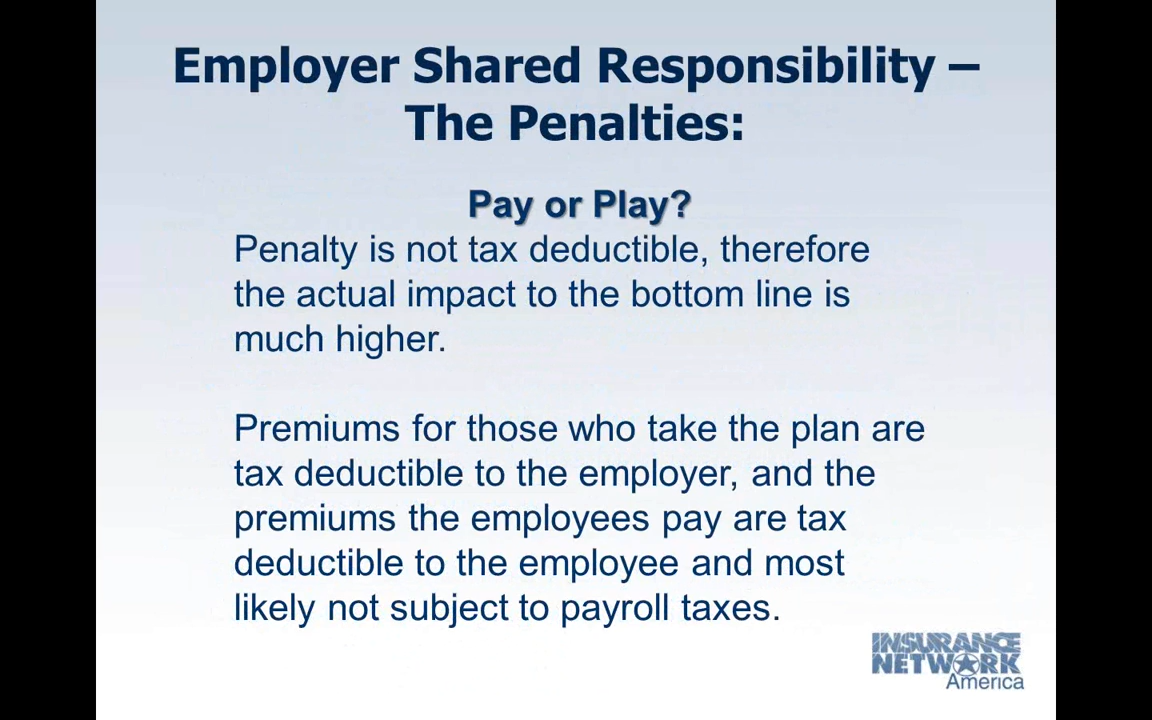 Employer Shared Responsibility –
The Penalties:
Pay or Play?
Penalty is not tax deductible, therefore
the actual impact to the bottom line is
much higher.
Premiums for those who take the plan are
tax deductible to the employer, and the
premiums the employees pay are tax
deductible to the employee and most
likely not subject to payroll taxes.
INSURANCE
NETWORK
America